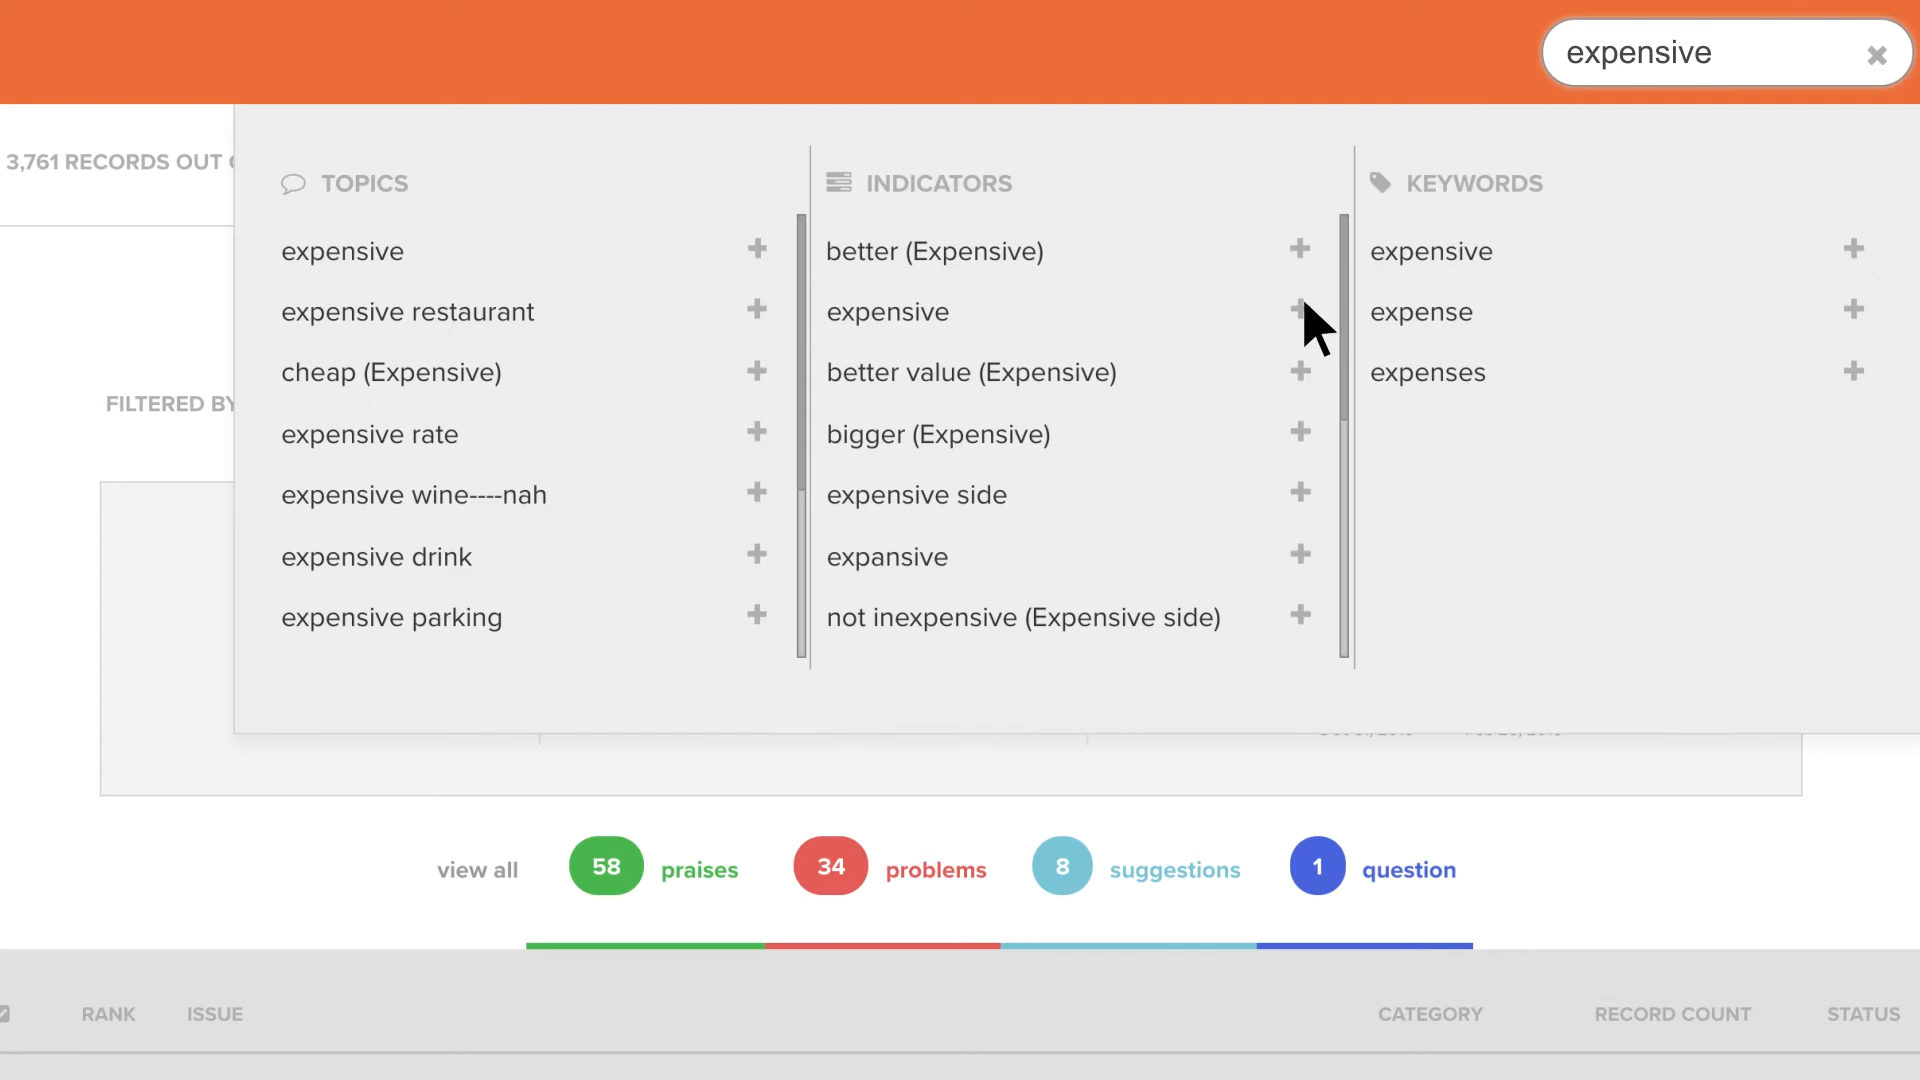 expensive
3,761 RECORDS OUT
TOPICS
INDICATORS
KEYWORDS
expensive
better (Expensive)
expensive
expensive restaurant
expensive
expense
cheap (Expensive)
better value (Expensive)
expenses
FILTERED BY
expensive rate
bigger (Expensive)
expensive wine----nah
expensive side
expensive drink
expansive
expensive parking
not inexpensive (Expensive side)
view all
58 praises
34 problems
8 suggestions
1 question
RANK
ISSUE
CATEGORY
RECORD COUNT
STATUS